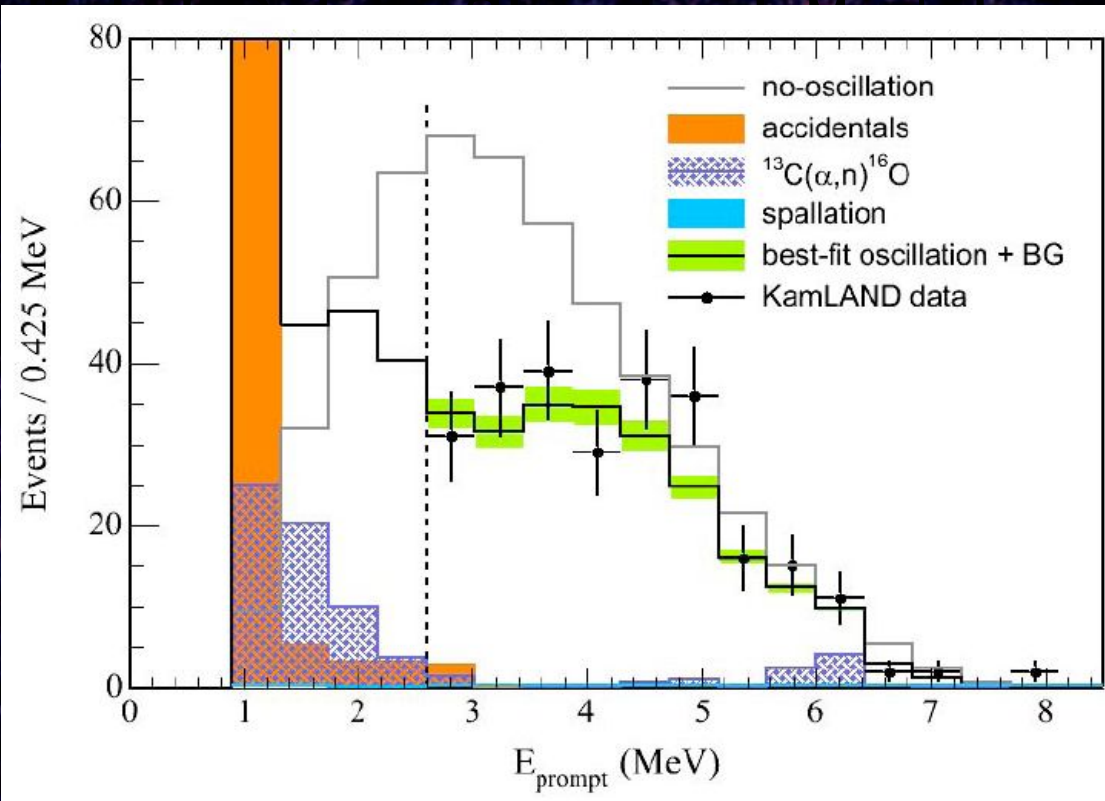 80
60
40
20
0
Events / 0.425 MeV
no-oscillation
accidentals
¹³C(α,n)¹⁶O
spallation
best-fit oscillation + BG
KamLAND data
0 1 2 3 4 5 6 7 8
E_prompt (MeV)